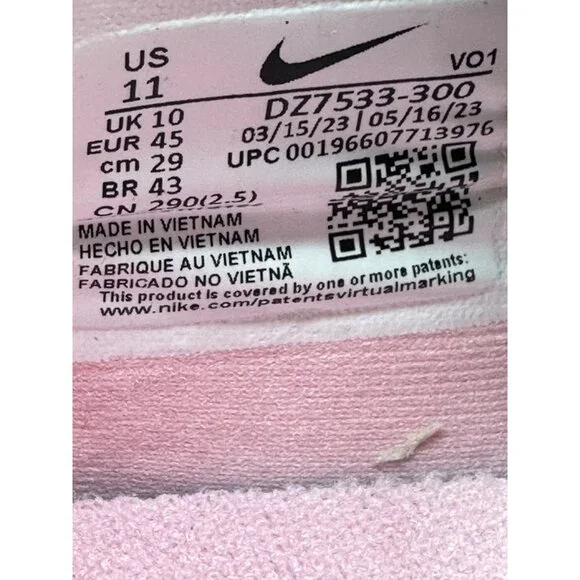 US
11
UK 10
EUR 45
cm 29
BR 43
CN 290(2.5)
VO1
DZ7533-300
03/15/23 | 05/16/23
UPC 00196607713976
MADE IN VIETNAM
HECHO EN VIETNAM
FABRIQUE AU VIETNAM
FABRICADO NO VIETNÃ
This product is covered by one or more patents:
www.nike.com/patentsvirtualmarking